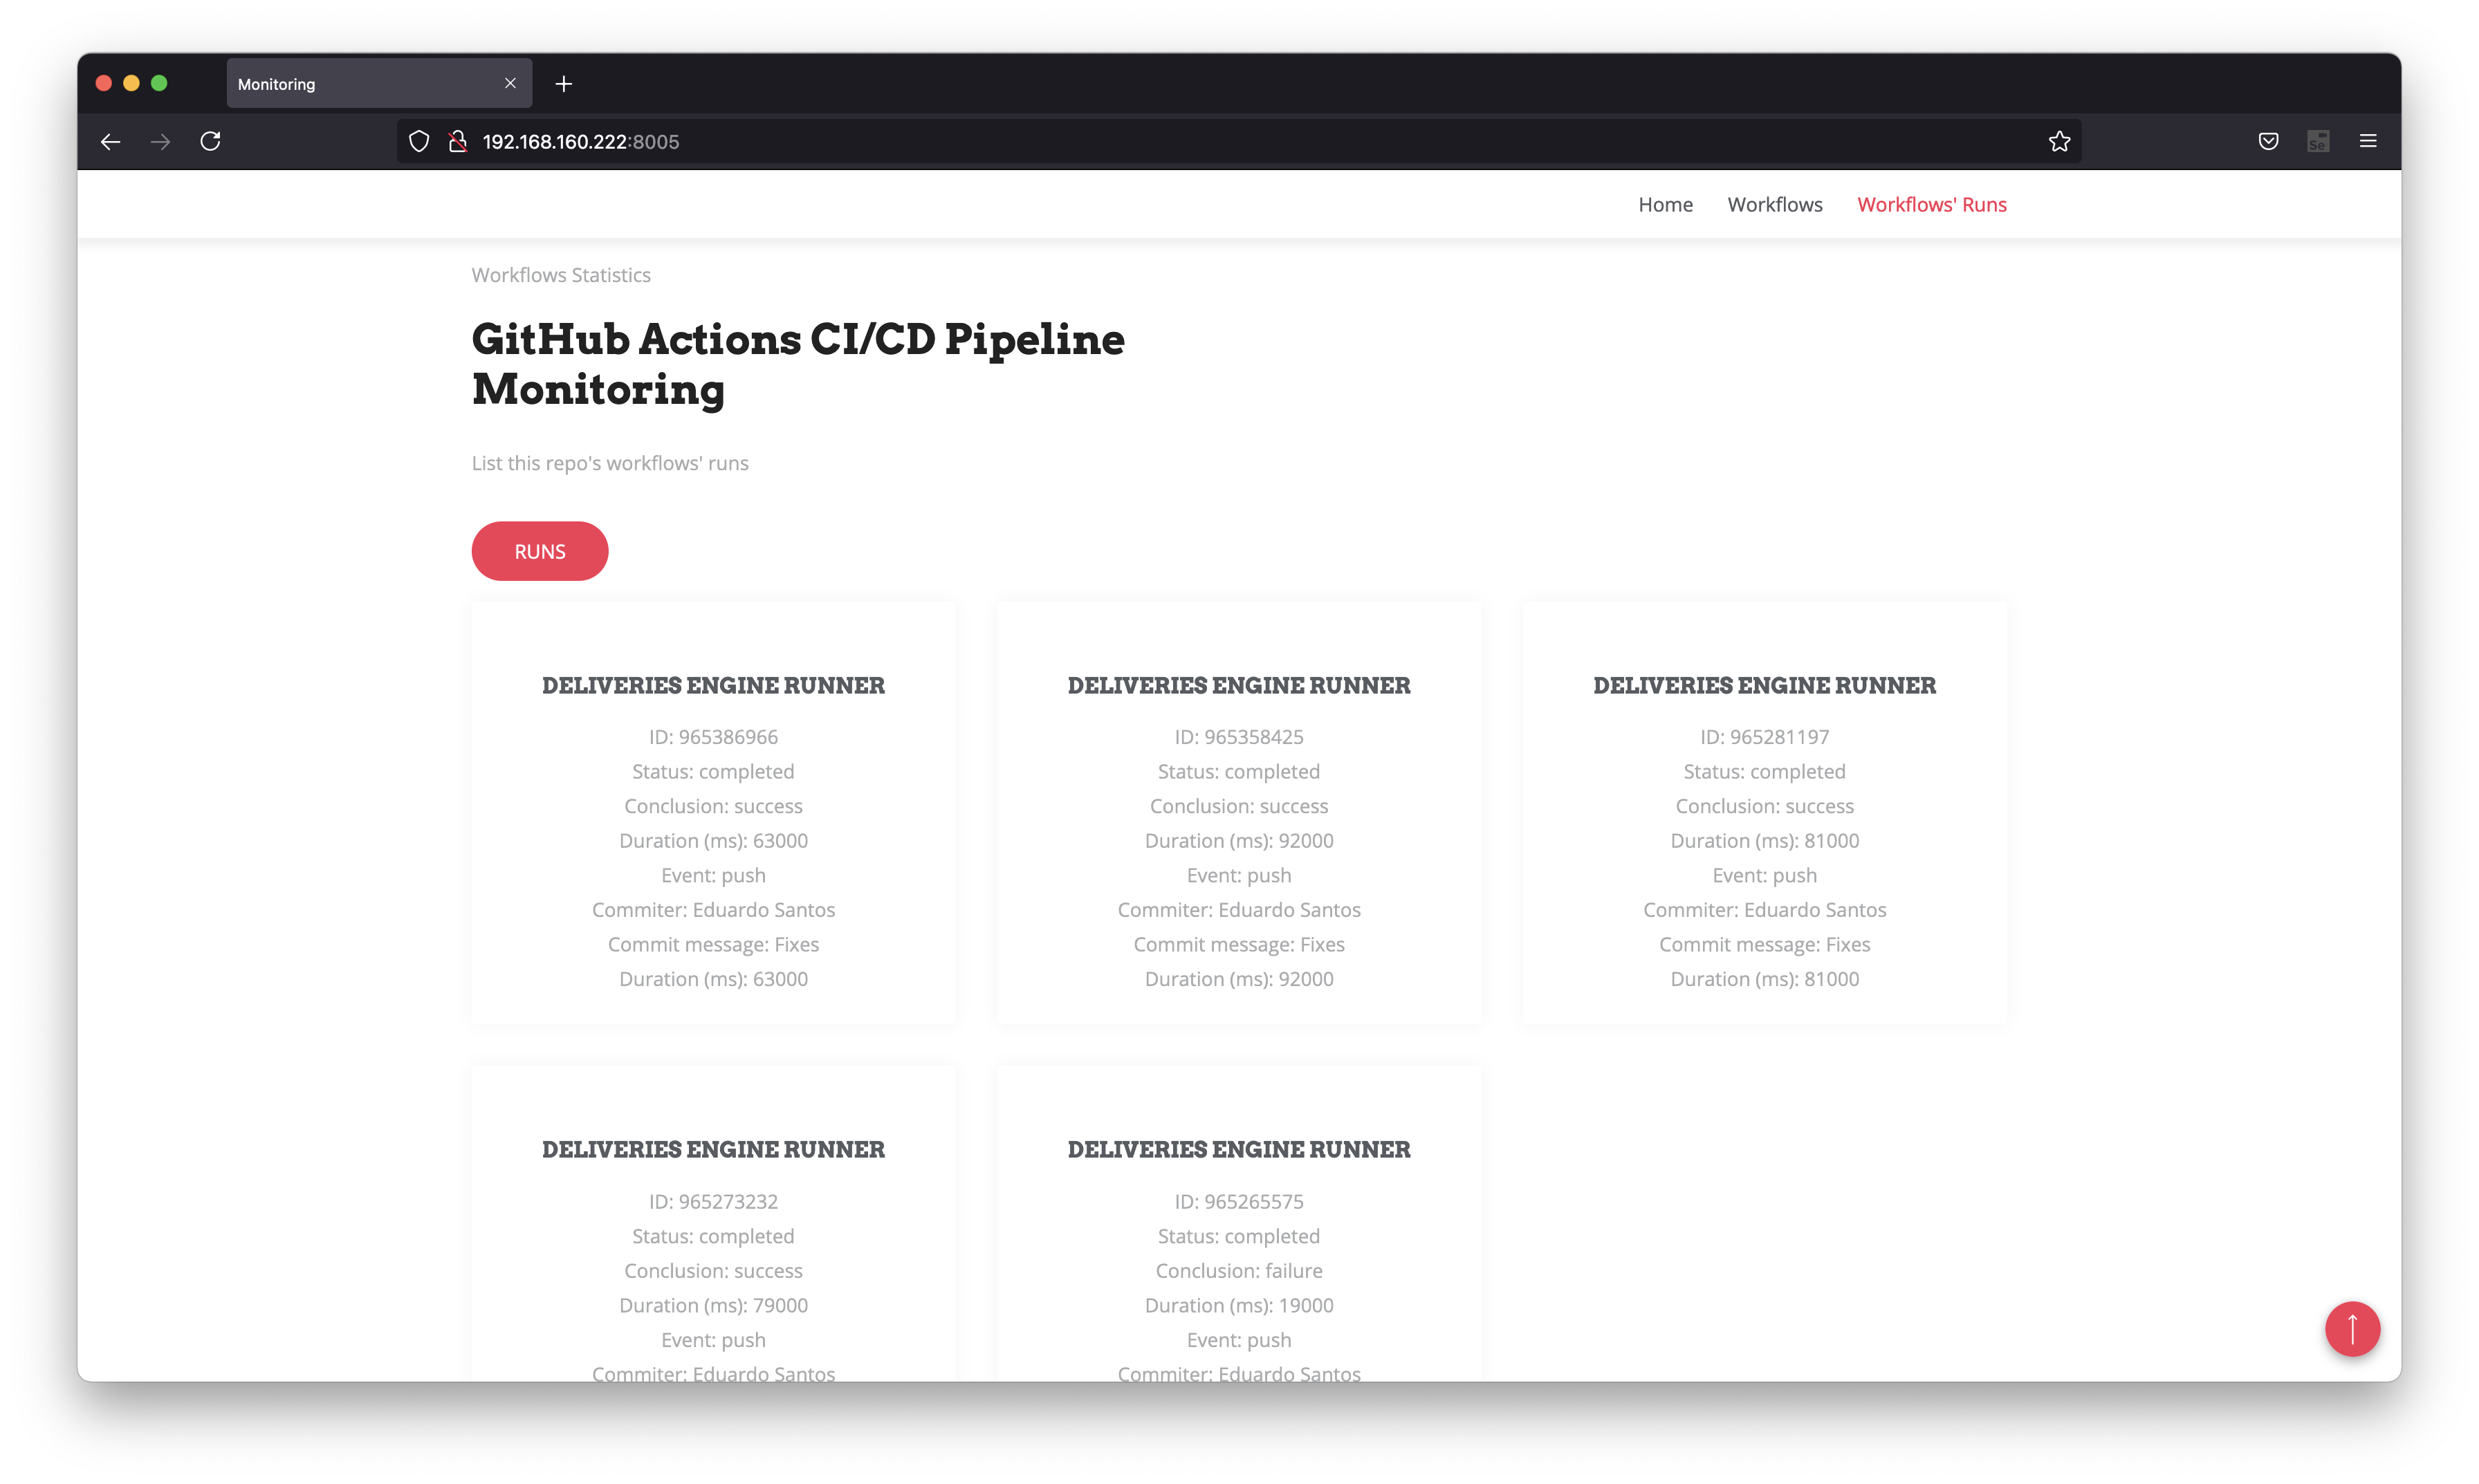 Monitoring
192.168.160.222:8005
Se
Home Workflows Workflows' Runs
Workflows Statistics
GitHub Actions CI/CD Pipeline
Monitoring
List this repo's workflows' runs
RUNS
DELIVERIES ENGINE RUNNER
ID: 965386966
Status: completed
Conclusion: success
Duration (ms): 63000
Event: push
Commiter: Eduardo Santos
Commit message: Fixes
Duration (ms): 63000
DELIVERIES ENGINE RUNNER
ID: 965358425
Status: completed
Conclusion: success
Duration (ms): 92000
Event: push
Commiter: Eduardo Santos
Commit message: Fixes
Duration (ms): 92000
DELIVERIES ENGINE RUNNER
ID: 965281197
Status: completed
Conclusion: success
Duration (ms): 81000
Event: push
Commiter: Eduardo Santos
Commit message: Fixes
Duration (ms): 81000
DELIVERIES ENGINE RUNNER
ID: 965273232
Status: completed
Conclusion: success
Duration (ms): 79000
Event: push
Commiter: Eduardo Santos
DELIVERIES ENGINE RUNNER
ID: 965265575
Status: completed
Conclusion: failure
Duration (ms): 19000
Event: push
Commiter: Eduardo Santos